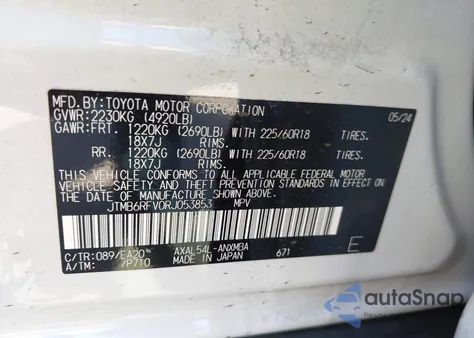 MFD.BY: TOYOTA MOTOR CORPORATION 05/24
GVWR: 2230KG (4920LB)
GAWR: FRT. 1220KG (2690LB) WITH 225/60R18 TIRES.
18X7J RIMS.
RR. 1220KG (2690LB) WITH 225/60R18 TIRES.
18X7J RIMS.
THIS VEHICLE CONFORMS TO ALL APPLICABLE FEDERAL MOTOR
VEHICLE SAFETY, BUMPER, AND THEFT PREVENTION STANDARDS
IN EFFECT ON THE DATE OF MANUFACTURE SHOWN ABOVE.
JTMB6RFV0RJ053853 MPV
C/TR: 089/EA20 AXAL54L-ANXMBA
A/TM: /P710 MADE IN JAPAN 671
E
autoSnap